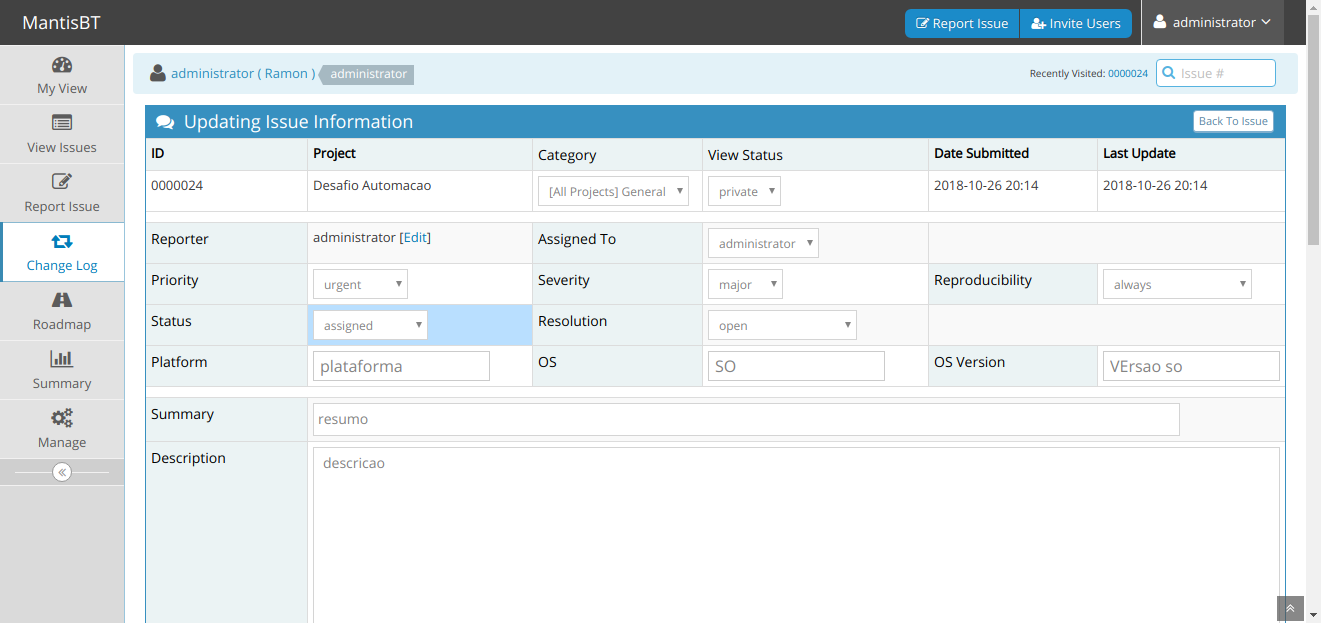 MantisBT
Report Issue
Invite Users
administrator
My View
View Issues
Report Issue
Change Log
Roadmap
Summary
Manage
administrator ( Ramon )
administrator
Recently Visited: 0000024
Issue #
Updating Issue Information
Back To Issue
ID Project Category View Status Date Submitted Last Update
0000024 Desafio Automacao [All Projects] General private 2018-10-26 20:14 2018-10-26 20:14
Reporter administrator [Edit] Assigned To administrator
Priority urgent Severity major Reproducibility always
Status assigned Resolution open
Platform plataforma OS SO OS Version VErsao so
Summary resumo
Description descricao